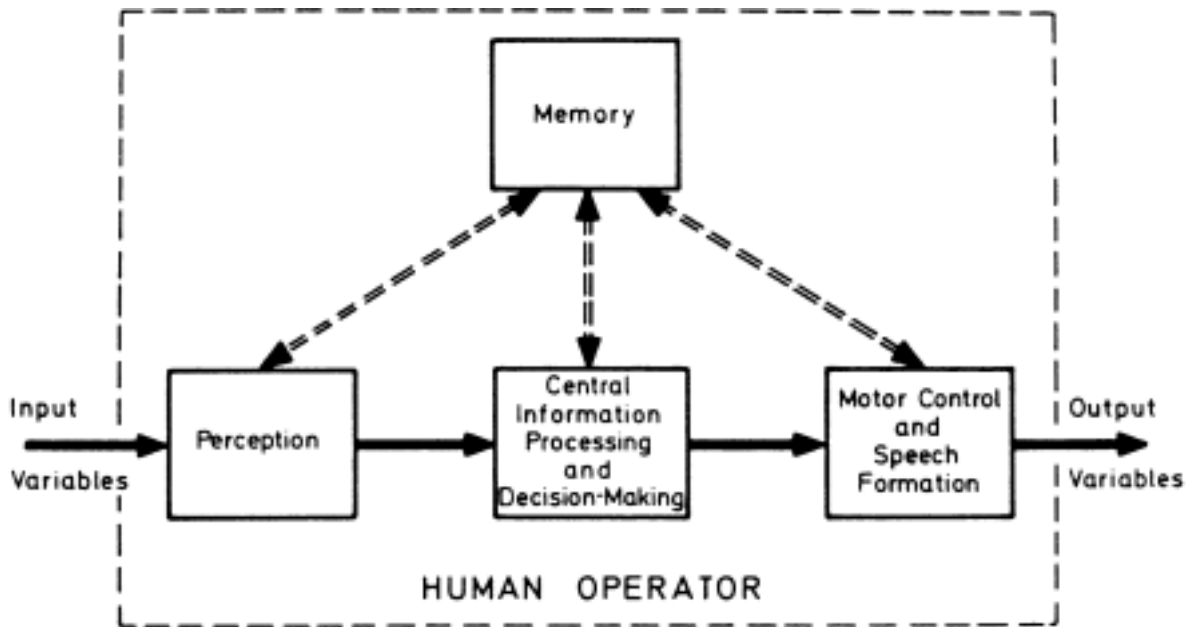 Memory
Input
Variables
Perception
Central
Information
Processing
and
Decision-Making
Motor Control
and
Speech
Formation
Output
Variables
HUMAN OPERATOR